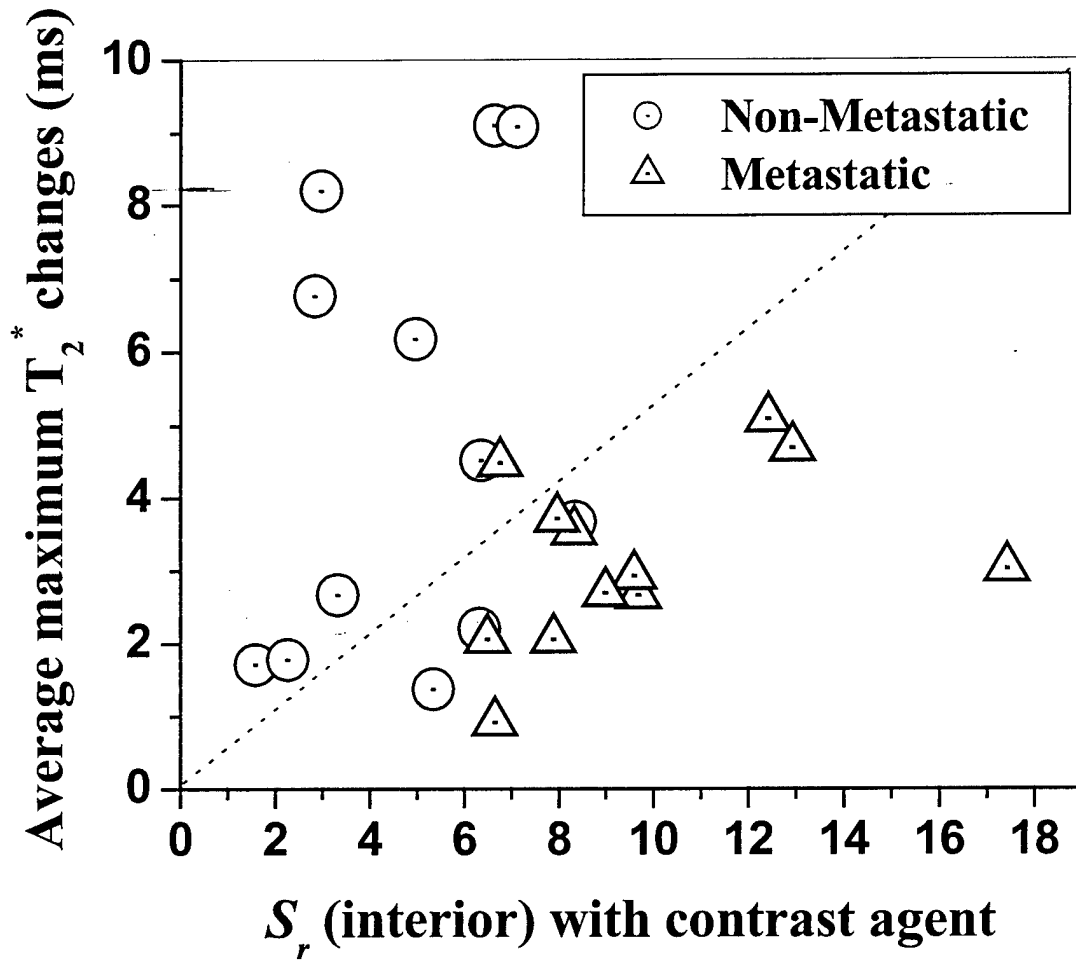 Average maximum T2* changes (ms)
10
8
6
4
2
0
Non-Metastatic
Metastatic
0 2 4 6 8 10 12 14 16 18
Sr (interior) with contrast agent